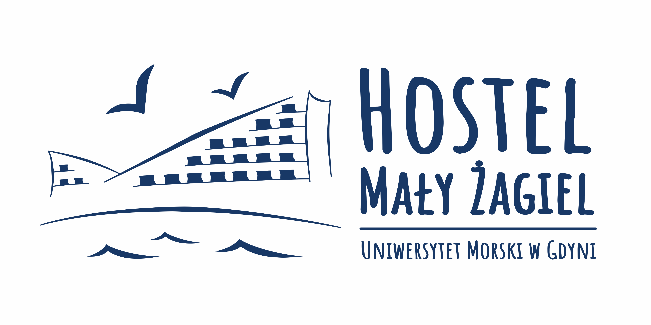 HOSTEL
MAŁY ŻAGIEL
UNIWERSYTET MORSKI W GDYNI